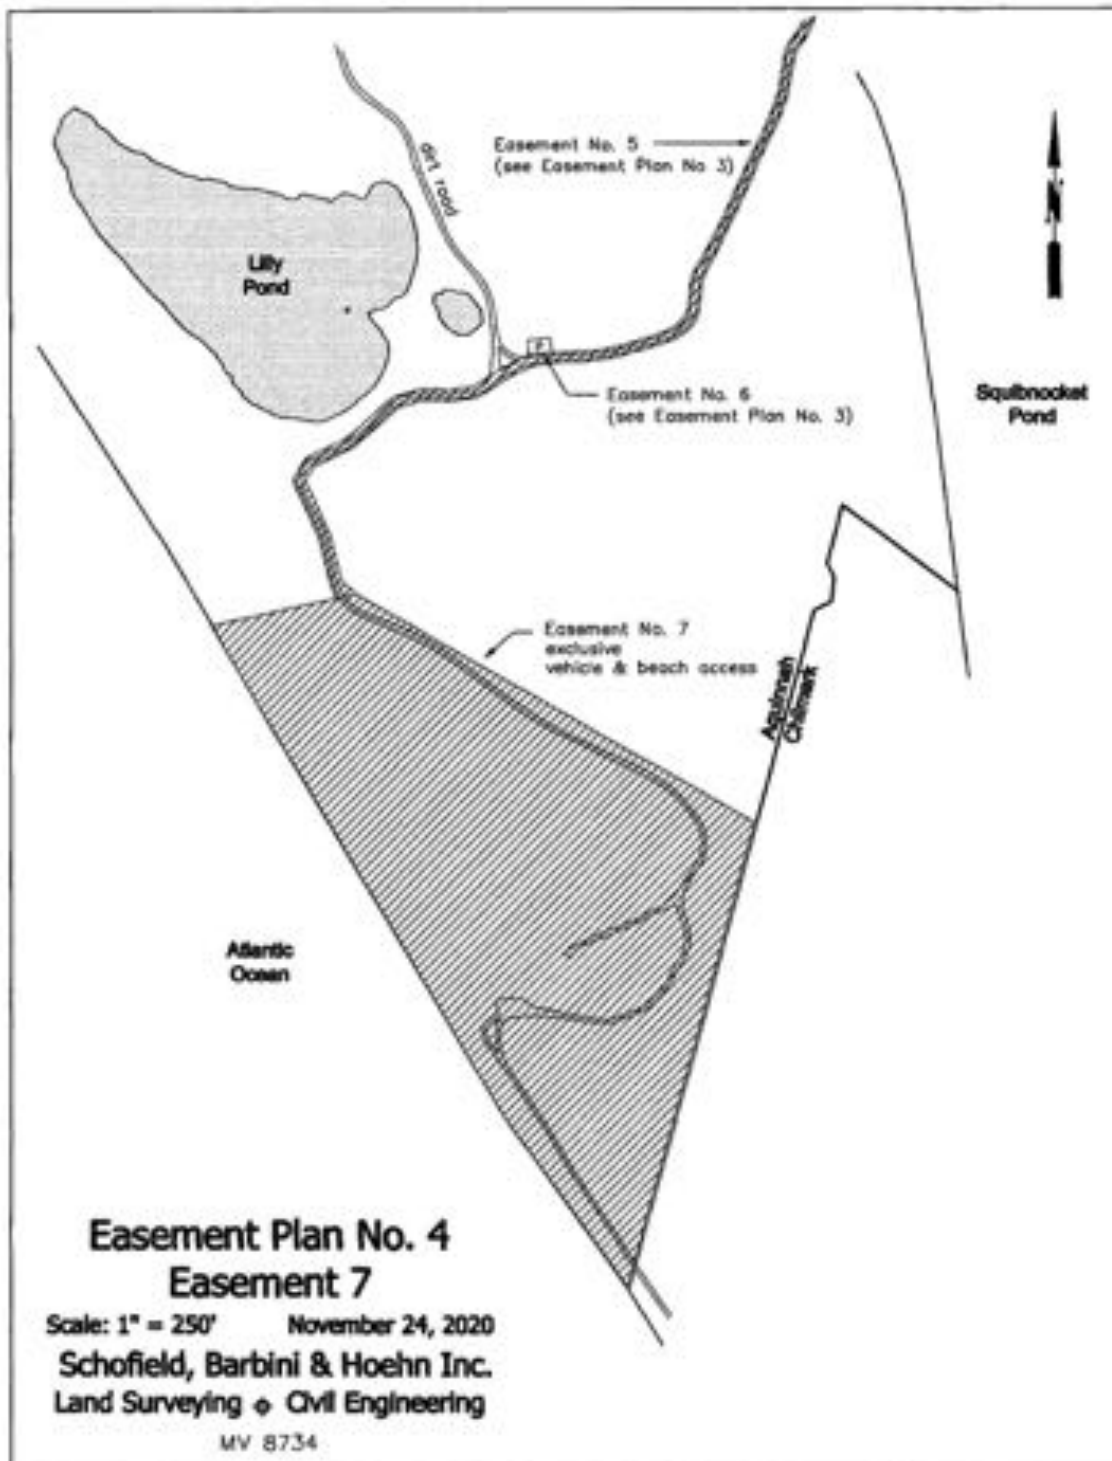 Easement No. 5
(see Easement Plan No 3)
dirt road
N
Lilly
Pond
P
Easement No. 6
(see Easement Plan No. 3)
Squibnocket
Pond
Easement No. 7
exclusive
vehicle & beach access
Aquinnah
Chilmark
Atlantic
Ocean
Easement Plan No. 4
Easement 7
Scale: 1" = 250' November 24, 2020
Schofield, Barbini & Hoehn Inc.
Land Surveying Civil Engineering
MV 8734